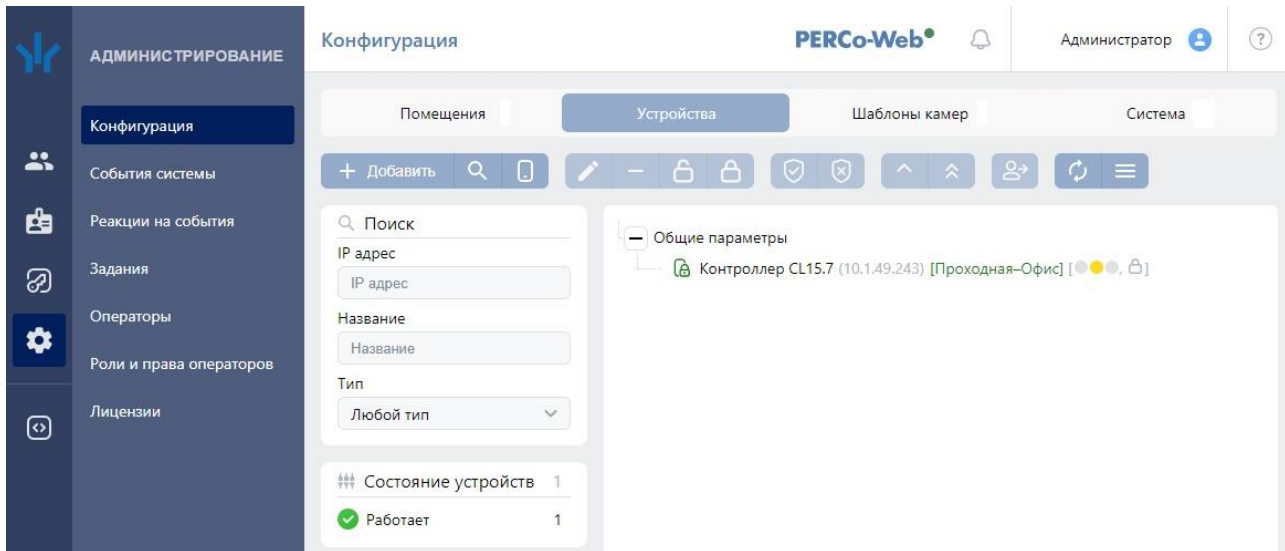 АДМИНИСТРИРОВАНИЕ
Конфигурация
События системы
Реакции на события
Задания
Операторы
Роли и права операторов
Лицензии
Конфигурация
PERCo-Web
Администратор
?
Помещения
Устройства
Шаблоны камер
Система
+ Добавить
Поиск
IP адрес
IP адрес
Название
Название
Тип
Любой тип
Состояние устройств 1
Работает 1
Общие параметры
Контроллер CL15.7 (10.1.49.243) [Проходная–Офис] [ , ]